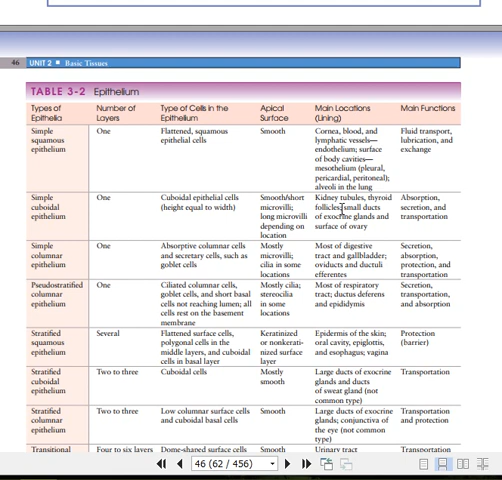 46 UNIT 2 ■ Basic Tissues
TABLE 3-2 Epithelium
Types of Epithelia
Number of Layers
Type of Cells in the Epithelium
Apical Surface
Main Locations (Lining)
Main Functions
Simple
squamous
epithelium
One
Flattened, squamous
epithelial cells
Smooth
Cornea, blood, and
lymphatic vessels—
endothelium; surface
of body cavities—
mesothelium (pleural,
pericardial, peritoneal);
alveoli in the lung
Fluid transport,
lubrication, and
exchange
Simple
cuboidal
epithelium
One
Cuboidal epithelial cells
(height equal to width)
Smooth/short
microvilli;
long microvilli
depending on
location
Kidney tubules, thyroid
follicles, small ducts
of exocrine glands and
surface of ovary
Absorption,
secretion, and
transportation
Simple
columnar
epithelium
One
Absorptive columnar cells
and secretary cells, such as
goblet cells
Mostly
microvilli;
cilia in some
locations
Most of digestive
tract and gallbladder;
oviducts and ductuli
efferentes
Secretion,
absorption,
protection, and
transportation
Pseudostratified
columnar
epithelium
One
Ciliated columnar cells,
goblet cells, and short basal
cells not reaching lumen; all
cells rest on the basement
membrane
Mostly cilia;
stereocilia
in some
locations
Most of respiratory
tract; ductus deferens
and epididymis
Secretion,
transportation,
and absorption
Stratified
squamous
epithelium
Several
Flattened surface cells,
polygonal cells in the
middle layers, and cuboidal
cells in basal layer
Keratinized
or nonkerati-
nized surface
layer
Epidermis of the skin;
oral cavity, epiglottis,
and esophagus; vagina
Protection
(barrier)
Stratified
cuboidal
epithelium
Two to three
Cuboidal cells
Mostly
smooth
Large ducts of exocrine
glands and ducts
of sweat gland (not
common type)
Transportation
Stratified
columnar
epithelium
Two to three
Low columnar surface cells
and cuboidal basal cells
Smooth
Large ducts of exocrine
glands; conjunctiva of
the eye (not common
type)
Transportation
and protection
Transitional
Four to six layers
Dome-shaped surface cells
Smooth
Urinary tract
Transportation
46 (62 / 456)